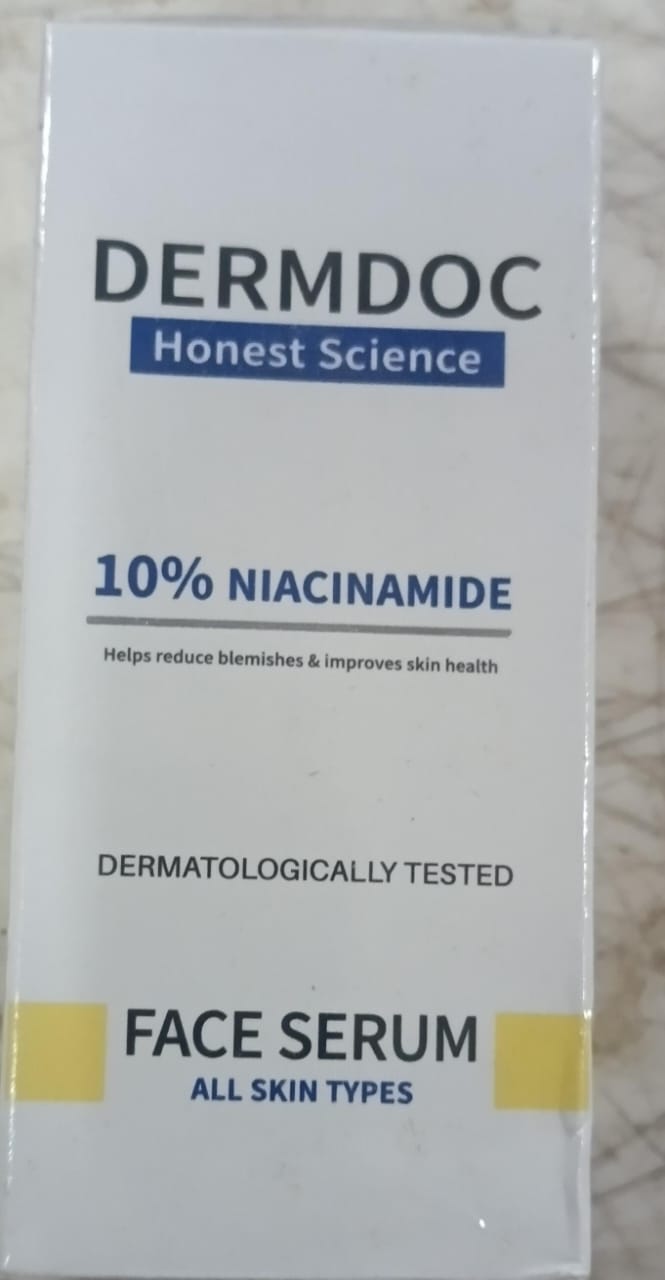 DERMDOC
Honest Science
10% NIACINAMIDE
Helps reduce blemishes & improves skin health
DERMATOLOGICALLY TESTED
FACE SERUM
ALL SKIN TYPES